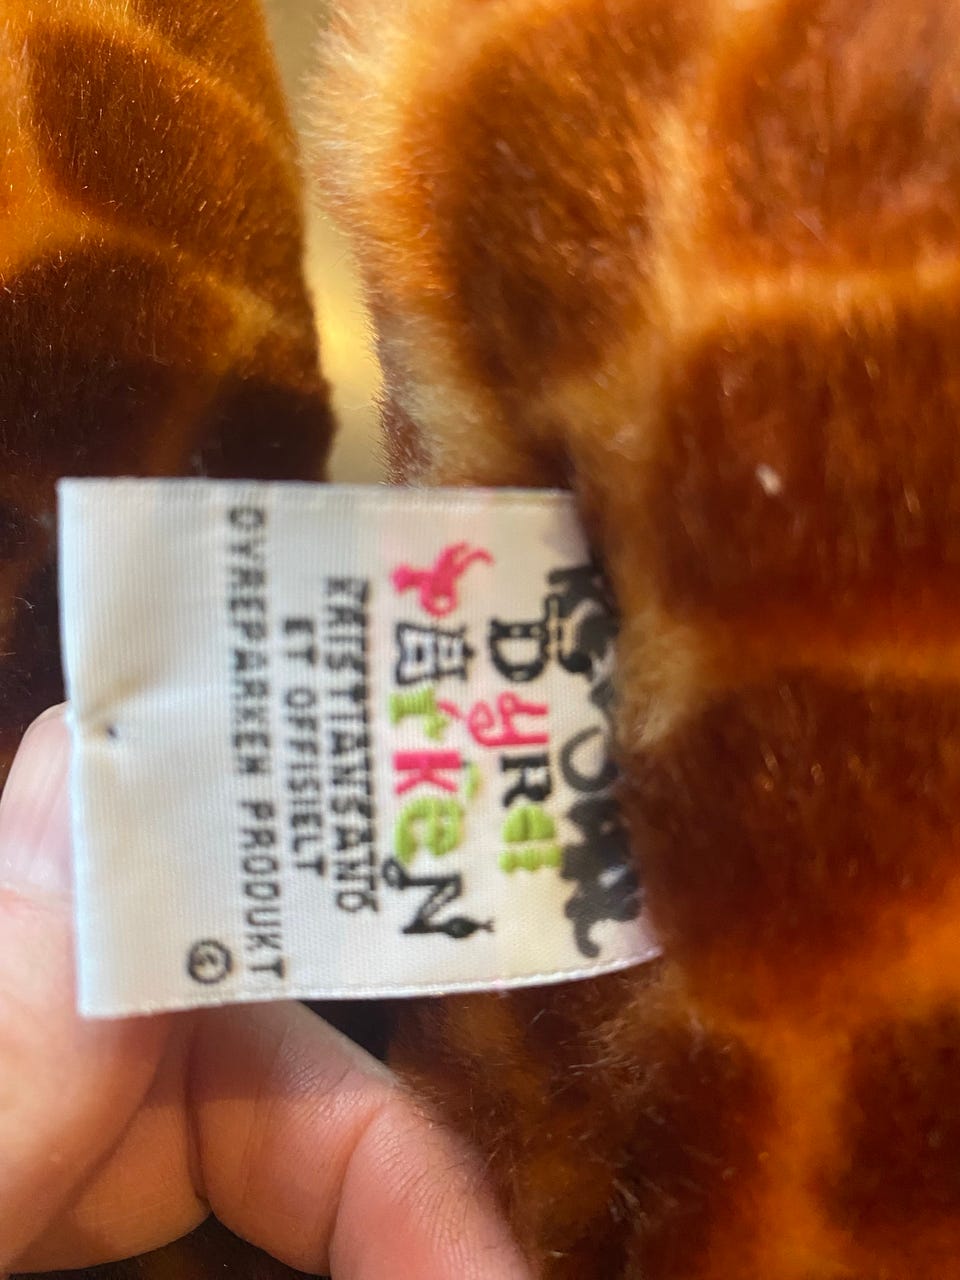 Dyre
Parken
KRISTIANSAND
ET OFFISIELT
DYREPARKEN PRODUKT
©